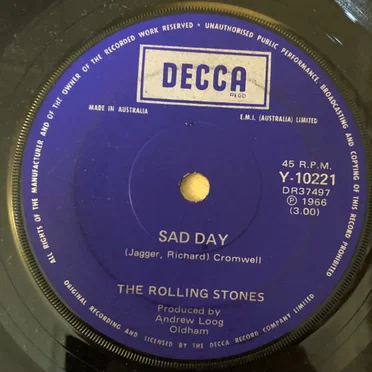 ALL RIGHTS OF THE MANUFACTURER AND OF THE OWNER OF THE RECORDED WORK RESERVED • UNAUTHORISED PUBLIC PERFORMANCE, BROADCASTING AND COPYING OF THIS RECORD PROHIBITED
DECCA
REGD
MADE IN AUSTRALIA
E.M.I. (AUSTRALIA) LIMITED
45 R.P.M.
Y-10221
DR37497
Ⓟ 1966
(3.00)
SAD DAY
(Jagger, Richard) Cromwell
THE ROLLING STONES
Produced by
Andrew Loog
Oldham
ORIGINAL RECORDING AND LICENSED BY THE DECCA RECORD COMPANY LIMITED